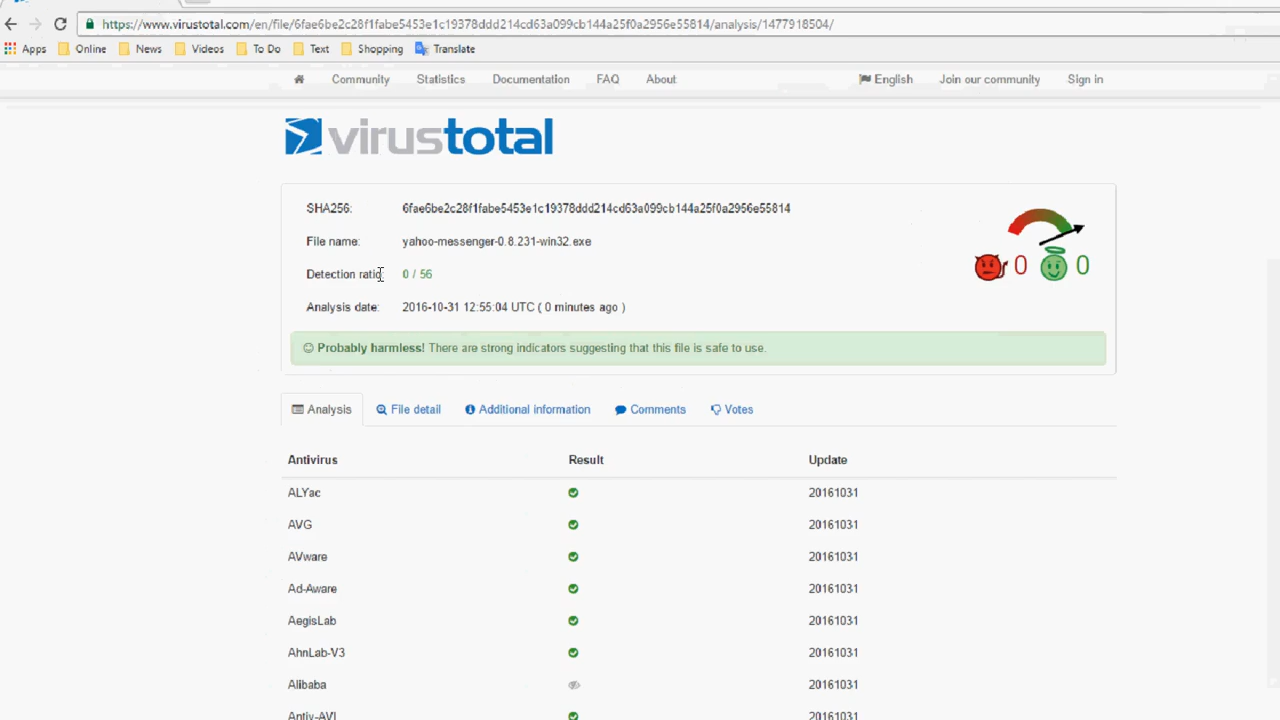 https://www.virustotal.com/en/file/6fae6be2c28f1fabe5453e1c19378ddd214cd63a099cb144a25f0a2956e55814/analysis/1477918504/
Apps Online News Videos To Do Text Shopping Translate
Community Statistics Documentation FAQ About English Join our community Sign in
virustotal
SHA256: 6fae6be2c28f1fabe5453e1c19378ddd214cd63a099cb144a25f0a2956e55814
File name: yahoo-messenger-0.8.231-win32.exe
Detection ratio: 0 / 56
0 0
Analysis date: 2016-10-31 12:55:04 UTC ( 0 minutes ago )
Probably harmless! There are strong indicators suggesting that this file is safe to use.
Analysis File detail Additional information Comments Votes
Antivirus Result Update
ALYac 20161031
AVG 20161031
AVware 20161031
Ad-Aware 20161031
AegisLab 20161031
AhnLab-V3 20161031
Alibaba 20161031
Antiy-AVL 20161031